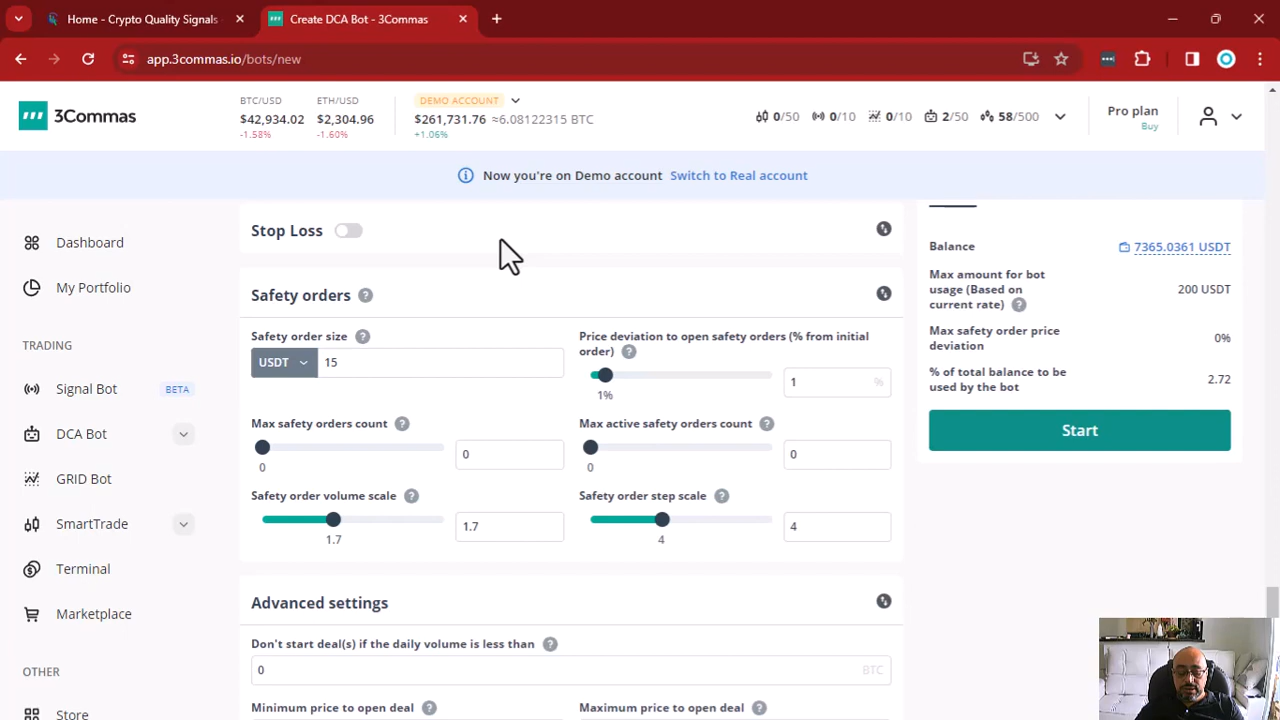 Home - Crypto Quality Signals
Create DCA Bot - 3Commas
app.3commas.io/bots/new
3Commas
BTC/USD
ETH/USD
DEMO ACCOUNT
$42,934.02
$2,304.96
$261,731.76 ≈6.08122315 BTC
-1.58%
-1.60%
+1.06%
0/50
0/10
0/10
2/50
58/500
Pro plan
Buy
Now you're on Demo account Switch to Real account
Dashboard
My Portfolio
TRADING
Signal Bot
BETA
DCA Bot
GRID Bot
SmartTrade
Terminal
Marketplace
OTHER
Store
Stop Loss
Safety orders ?
Safety order size ?
USDT
15
Price deviation to open safety orders (% from initial
order) ?
1%
1
%
Max safety orders count ?
0
0
Max active safety orders count ?
0
0
Safety order volume scale ?
1.7
1.7
Safety order step scale ?
4
4
Advanced settings
Don't start deal(s) if the daily volume is less than ?
0
BTC
Minimum price to open deal ?
Maximum price to open deal ?
Balance
7365.0361 USDT
Max amount for bot
usage (Based on
current rate) ?
200 USDT
Max safety order price
deviation
0%
% of total balance to be
used by the bot
2.72
Start